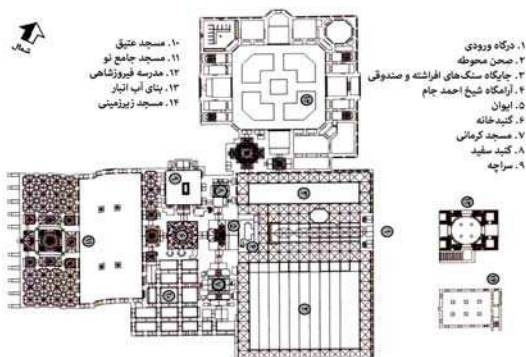 ۱. درگاه ورودی
۲. صحن محوطه
۳. جایگاه سنگ‌های افراشته و صندوقی
۴. آرامگاه شیخ احمد جام
۵. ایوان
۶. گنبدخانه
۷. مسجد کرمانی
۸. گنبد سفید
۹. سراچه
۱۰. مسجد عتیق
۱۱. مسجد جامع نو
۱۲. مدرسه فیروزشاهی
۱۳. بنای آب انبار
۱۴. مسجد زیرزمینی
شمال